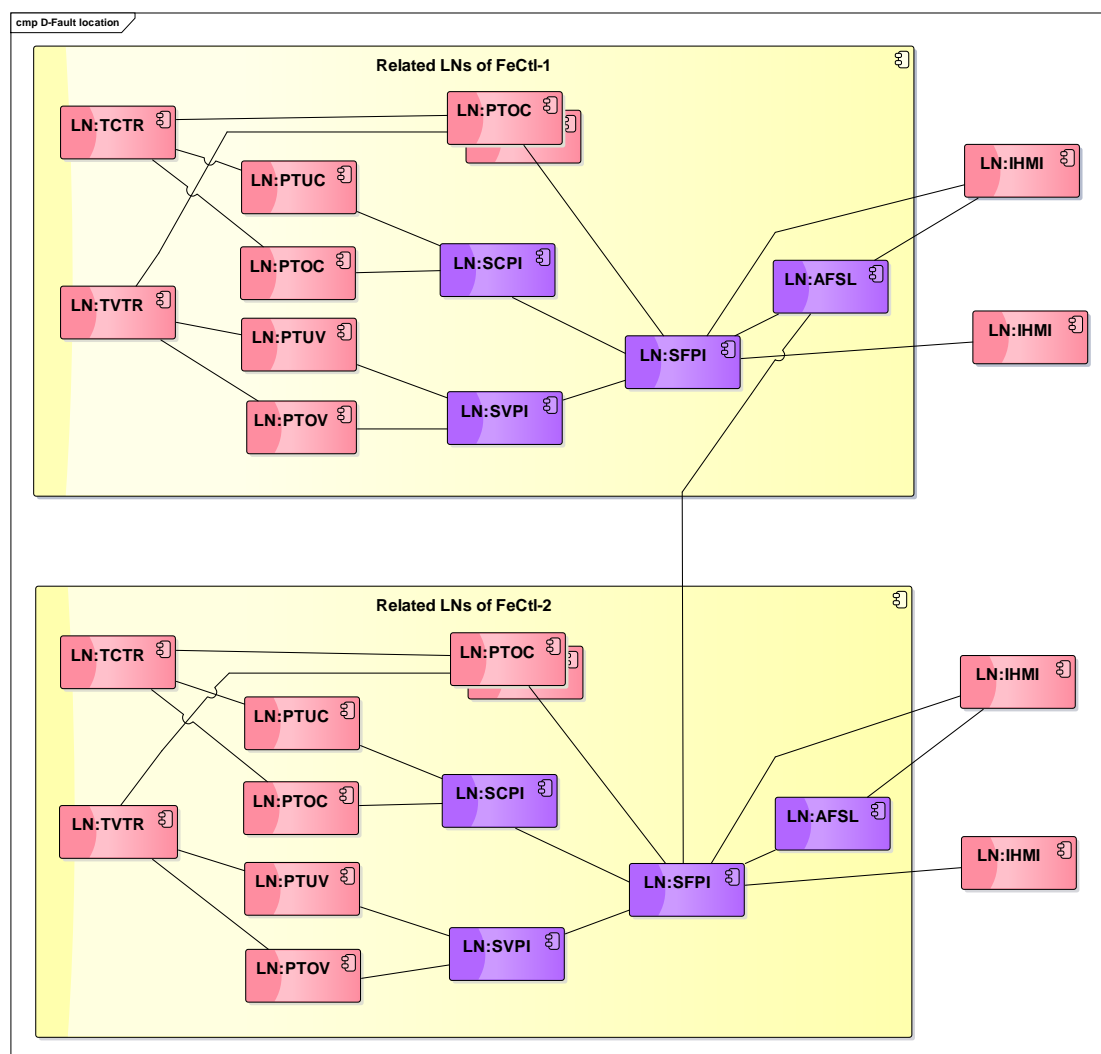 cmp D-Fault location
Related LNs of FeCtl-1
LN:TCTR
LN:PTOC
LN:PTUC
LN:IHMI
LN:PTOC
LN:SCPI
LN:AFSL
LN:TVTR
LN:PTUV
LN:SFPI
LN:IHMI
LN:PTOV
LN:SVPI
Related LNs of FeCtl-2
LN:TCTR
LN:PTOC
LN:IHMI
LN:PTUC
LN:PTOC
LN:SCPI
LN:AFSL
LN:TVTR
LN:IHMI
LN:PTUV
LN:SFPI
LN:SVPI
LN:PTOV